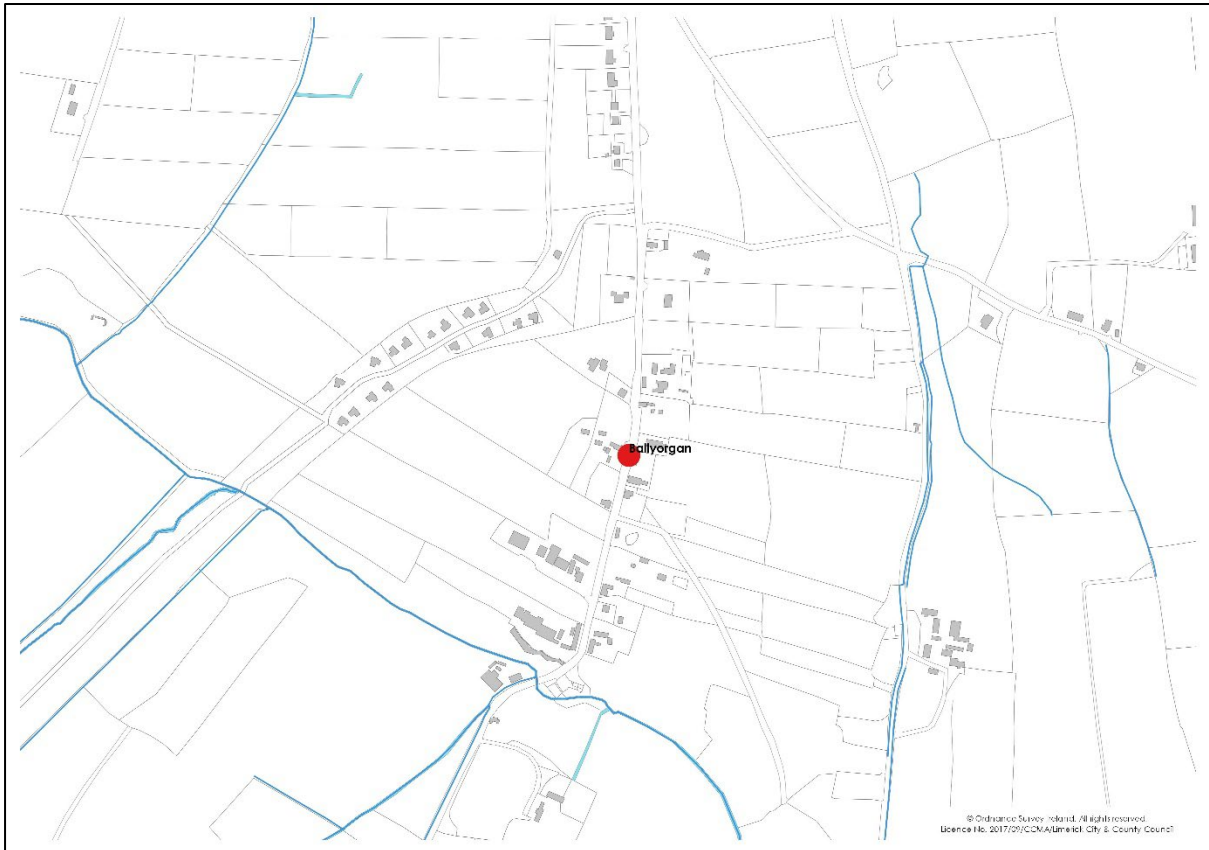 Ballyorgan
© Ordnance Survey Ireland. All rights reserved.
Licence No. 2017/09/CCMA/Limerick City & County Council